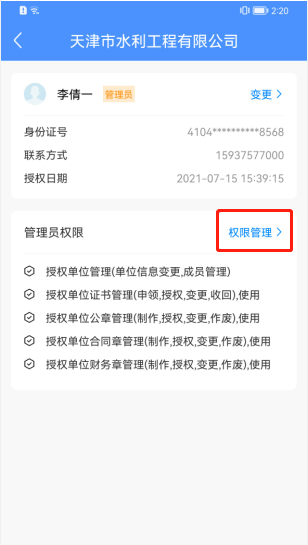 2:20
天津市水利工程有限公司
李倩一 管理员 变更
身份证号 4104**********8568
联系方式 15937577000
授权日期 2021-07-15 15:39:15
管理员权限 权限管理
授权单位管理(单位信息变更,成员管理)
授权单位证书管理(申领,授权,变更,收回),使用
授权单位公章管理(制作,授权,变更,作废),使用
授权单位合同章管理(制作,授权,变更,作废),使用
授权单位财务章管理(制作,授权,变更,作废),使用